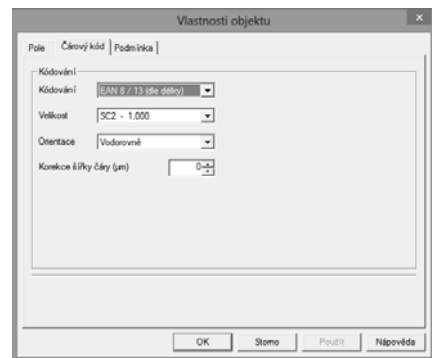 Vlastnosti objektu
Pole Čárový kód Podmínka
Kódování
Kódování EAN 8 / 13 (dle délky)
Velikost SC2 - 1.000
Orientace Vodorovně
Korekce šířky čáry (µm) 0
OK Storno Použít Nápověda